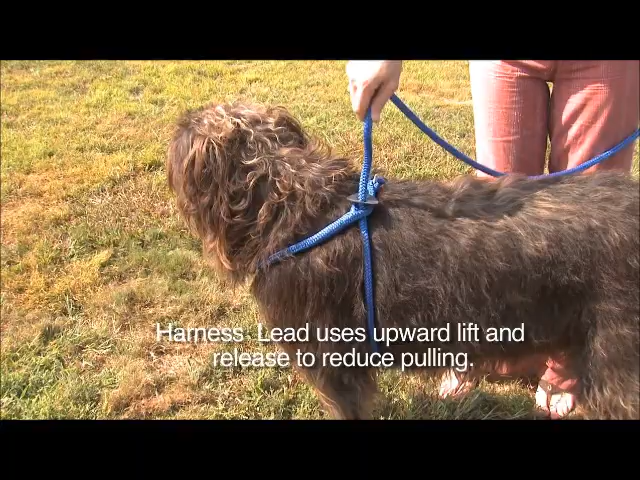 Harness Lead uses upward lift and
release to reduce pulling.